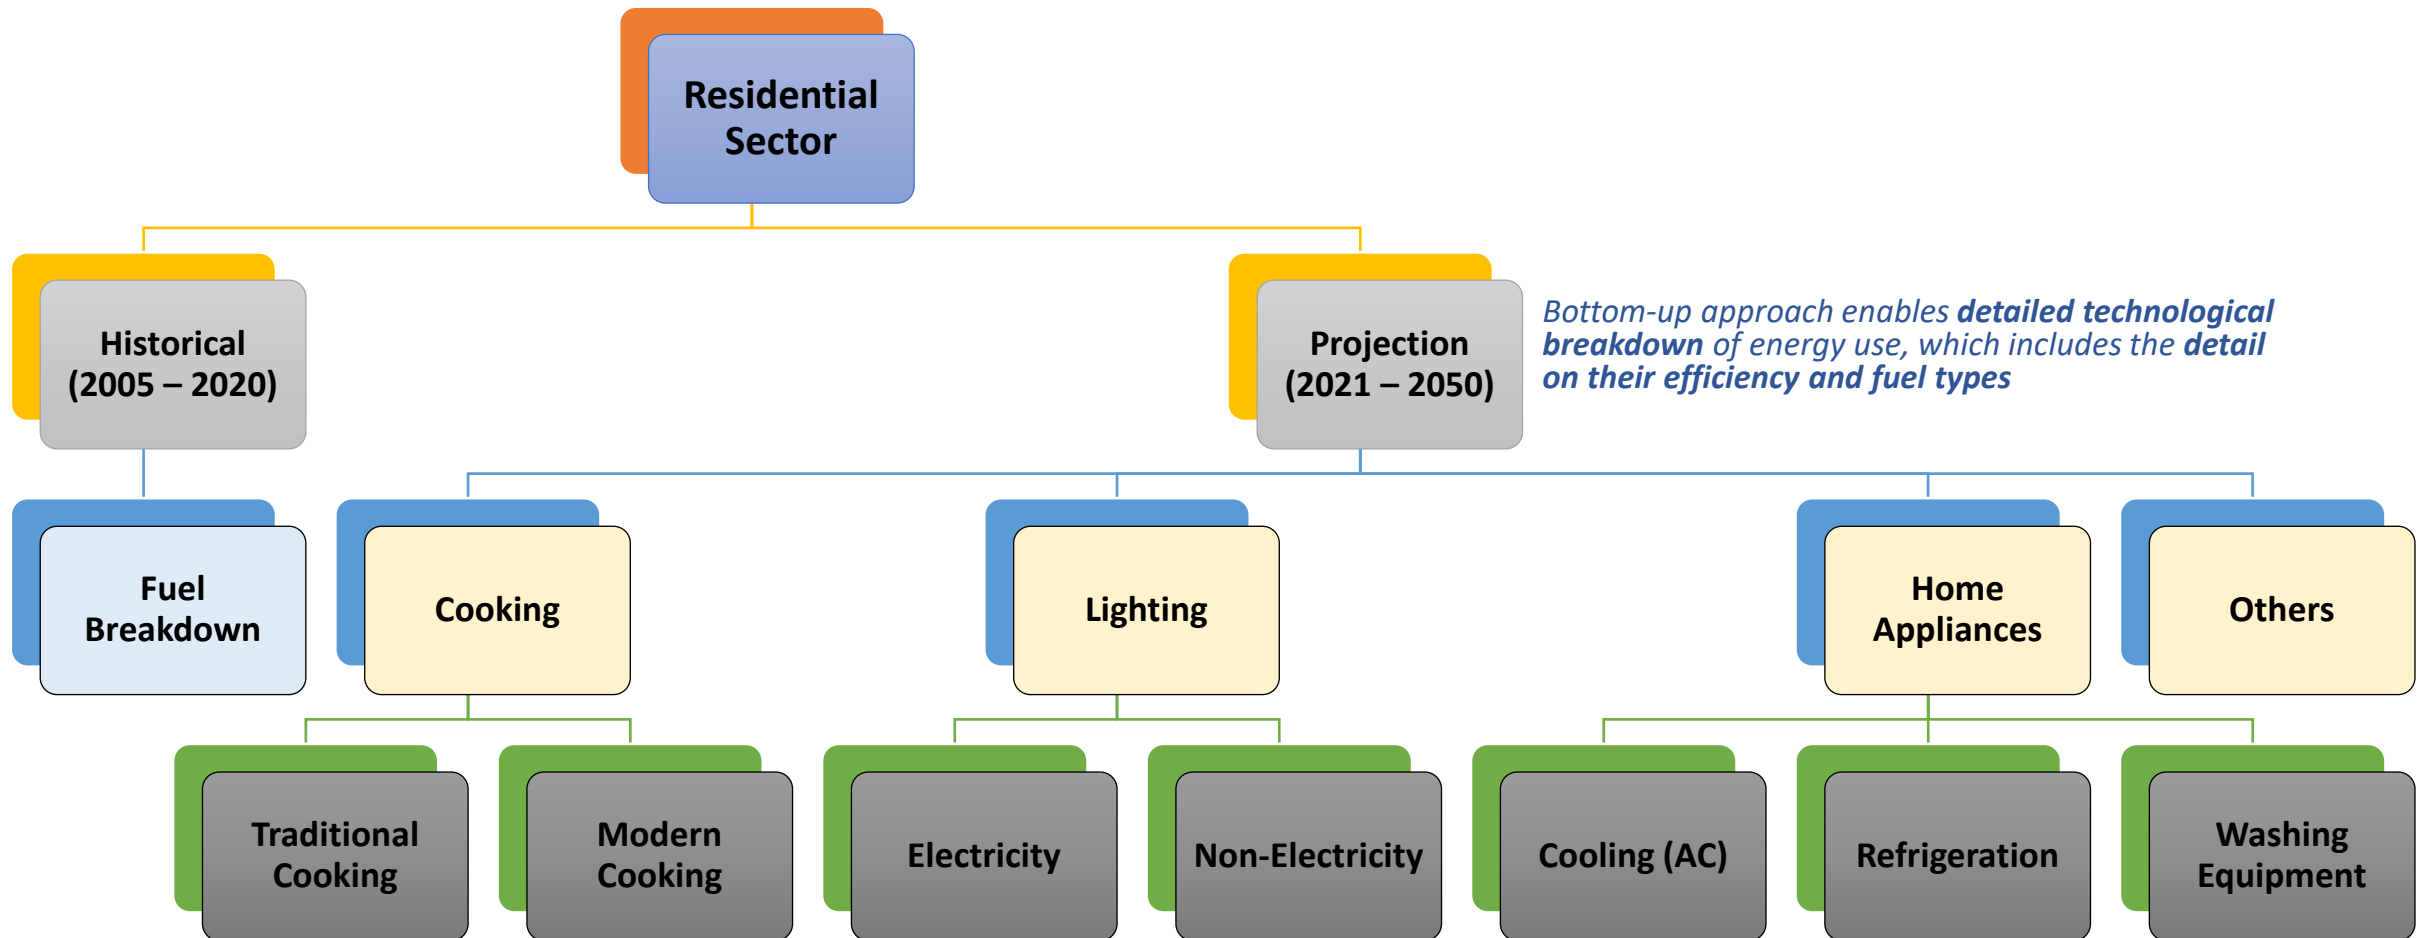 Residential
Sector
Historical
(2005 – 2020)
Projection
(2021 – 2050)
Bottom-up approach enables detailed technological
breakdown of energy use, which includes the detail
on their efficiency and fuel types
Fuel
Breakdown
Cooking
Lighting
Home
Appliances
Others
Traditional
Cooking
Modern
Cooking
Electricity
Non-Electricity
Cooling (AC)
Refrigeration
Washing
Equipment